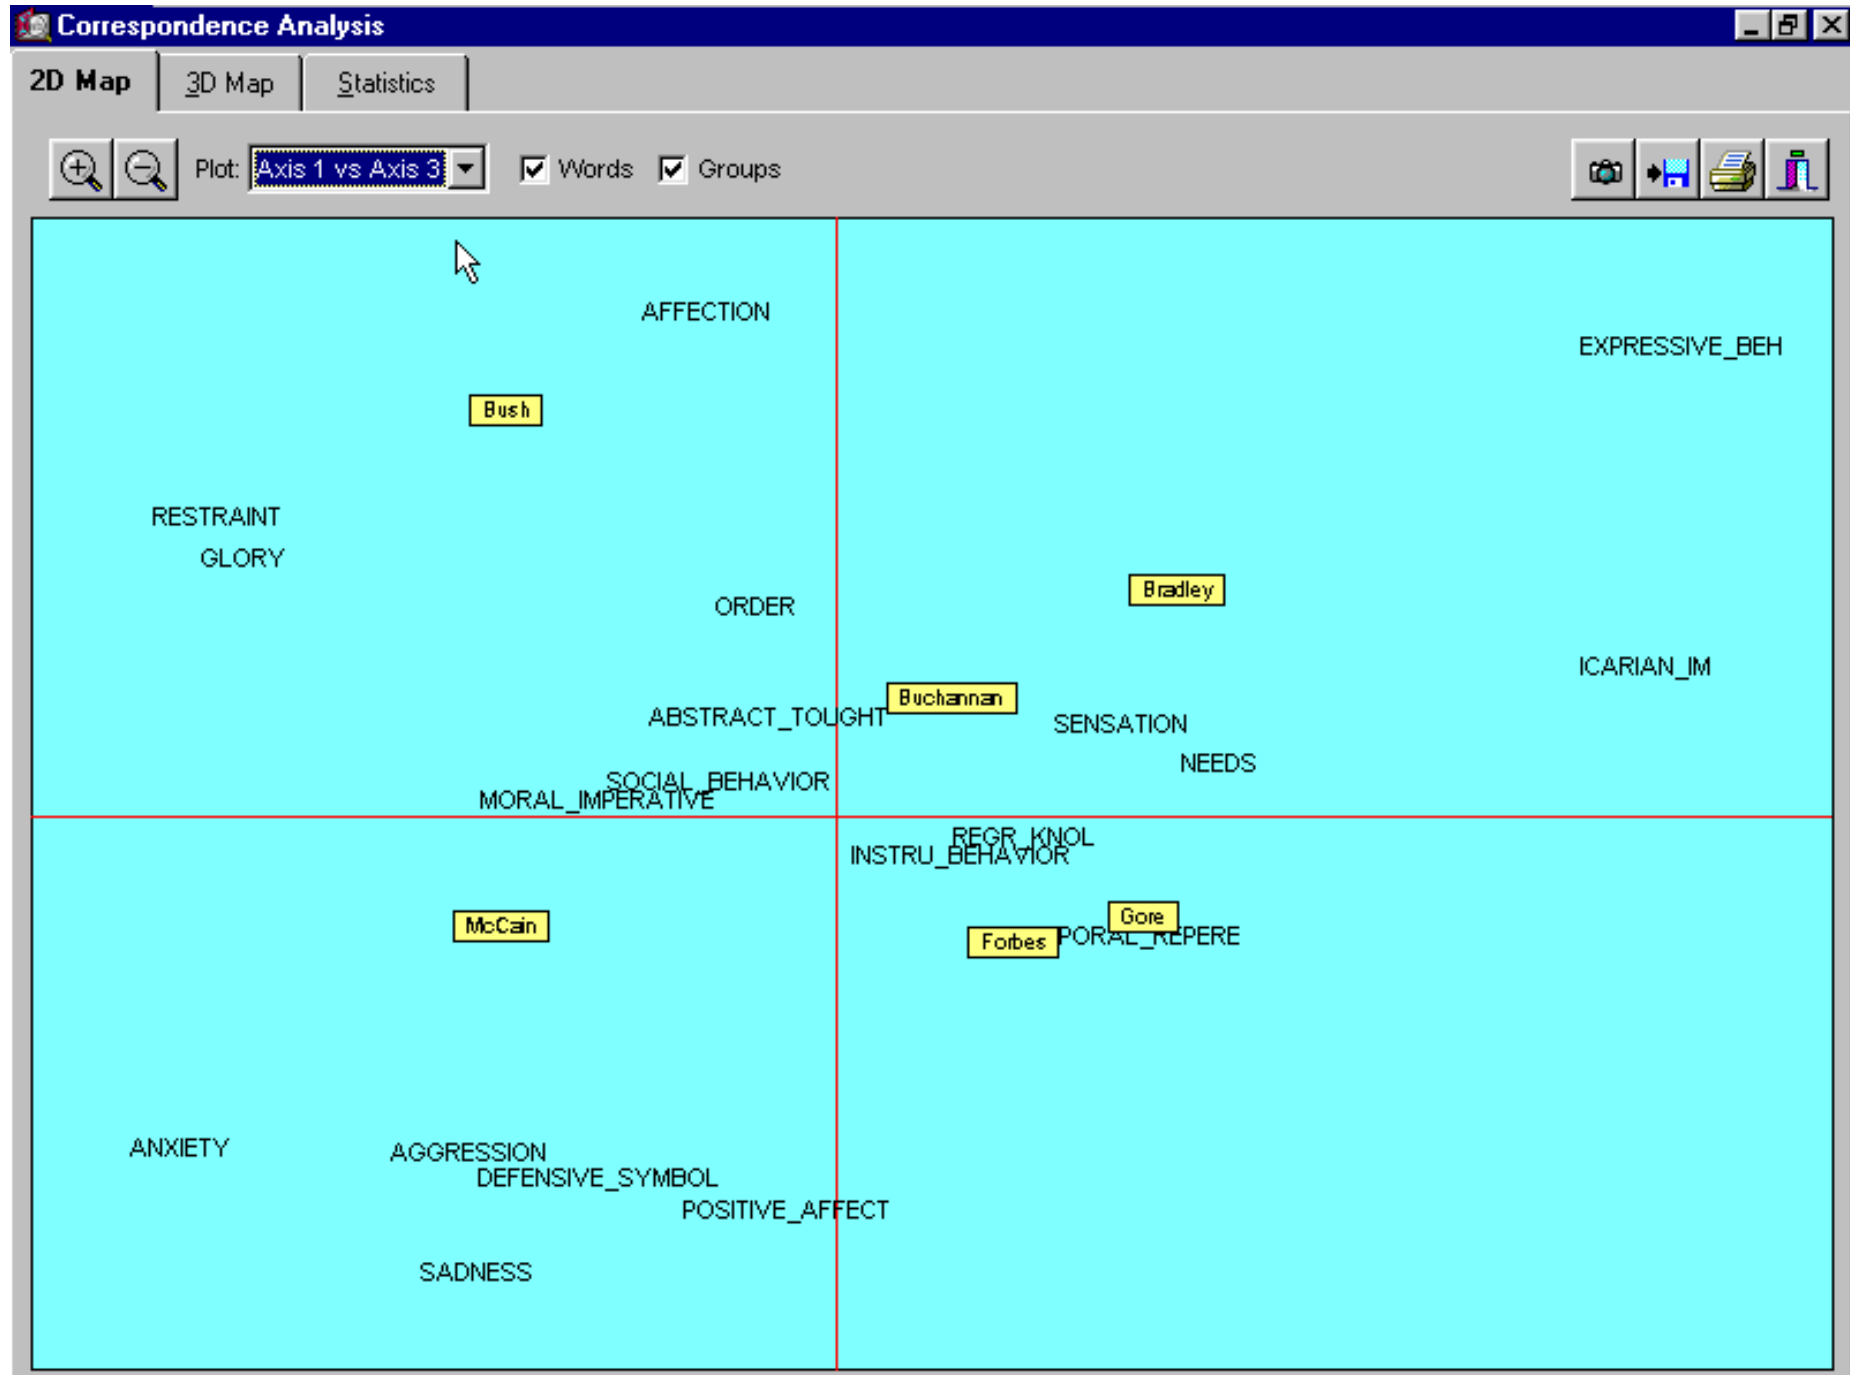 Correspondence Analysis
2D Map 3D Map Statistics
Plot: Axis 1 vs Axis 3 Words Groups
AFFECTION
EXPRESSIVE_BEH
Bush
RESTRAINT
GLORY
Bradley
ORDER
ICARIAN_IM
Buchannan
ABSTRACT_TOUGHT
SENSATION
NEEDS
SOCIAL_BEHAVIOR
MORAL_IMPERATIVE
REGR_KNOL
INSTRU_BEHAVIOR
Gore
McCain
Forbes PORAL_REPERE
ANXIETY
AGGRESSION
DEFENSIVE_SYMBOL
POSITIVE_AFFECT
SADNESS